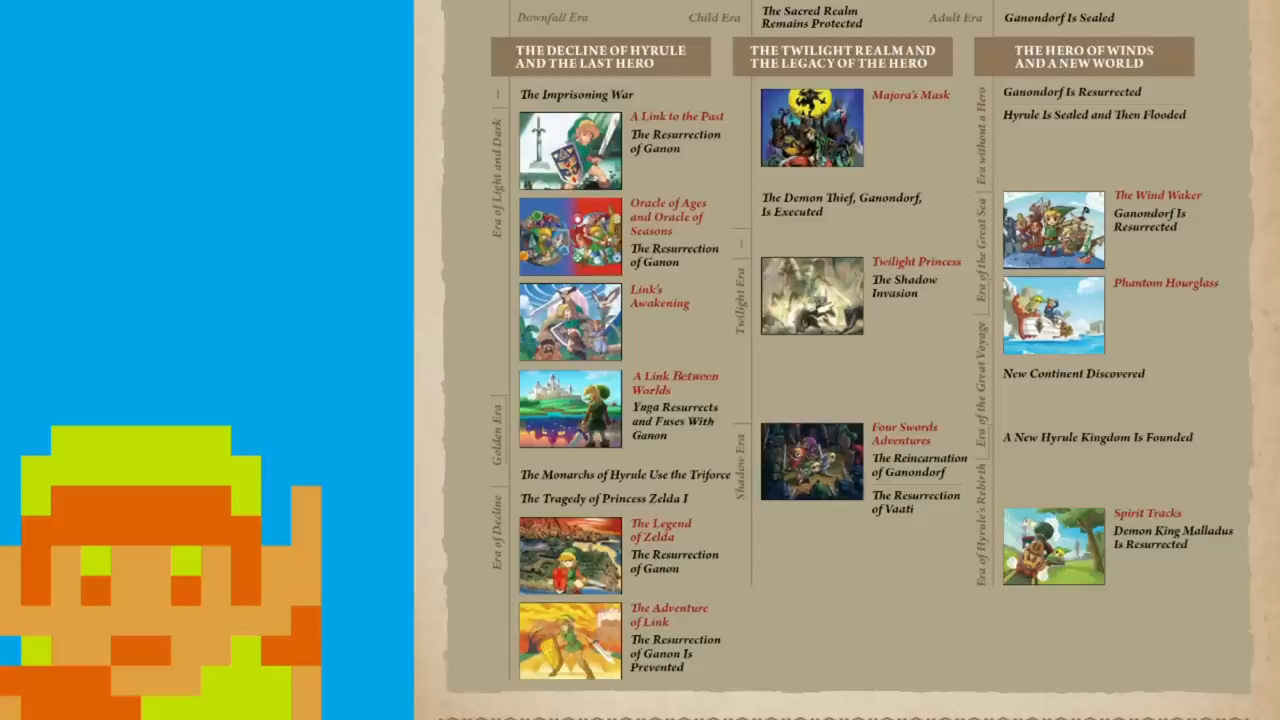 Downfall Era
Child Era
The Sacred Realm
Remains Protected
Adult Era
Ganondorf Is Sealed
THE DECLINE OF HYRULE
AND THE LAST HERO
Era of Light and Dark
The Imprisoning War
A Link to the Past
The Resurrection
of Ganon
Oracle of Ages
and Oracle of
Seasons
The Resurrection
of Ganon
Link's
Awakening
Golden Era
A Link Between
Worlds
Yuga Resurrects
and Fuses With
Ganon
The Monarchs of Hyrule Use the Triforce
Era of Decline
The Tragedy of Princess Zelda I
The Legend
of Zelda
The Resurrection
of Ganon
The Adventure
of Link
The Resurrection
of Ganon Is
Prevented
THE TWILIGHT REALM AND
THE LEGACY OF THE HERO
Majora's Mask
The Demon Thief, Ganondorf,
Is Executed
Twilight Era
Twilight Princess
The Shadow
Invasion
Shadow Era
Four Swords
Adventures
The Reincarnation
of Ganondorf
The Resurrection
of Vaati
THE HERO OF WINDS
AND A NEW WORLD
Era without a Hero
Ganondorf Is Resurrected
Hyrule Is Sealed and Then Flooded
Era of the Great Sea
The Wind Waker
Ganondorf Is
Resurrected
Phantom Hourglass
Era of the Great Voyage
New Continent Discovered
A New Hyrule Kingdom Is Founded
Era of Hyrule's Rebirth
Spirit Tracks
Demon King Malladus
Is Resurrected